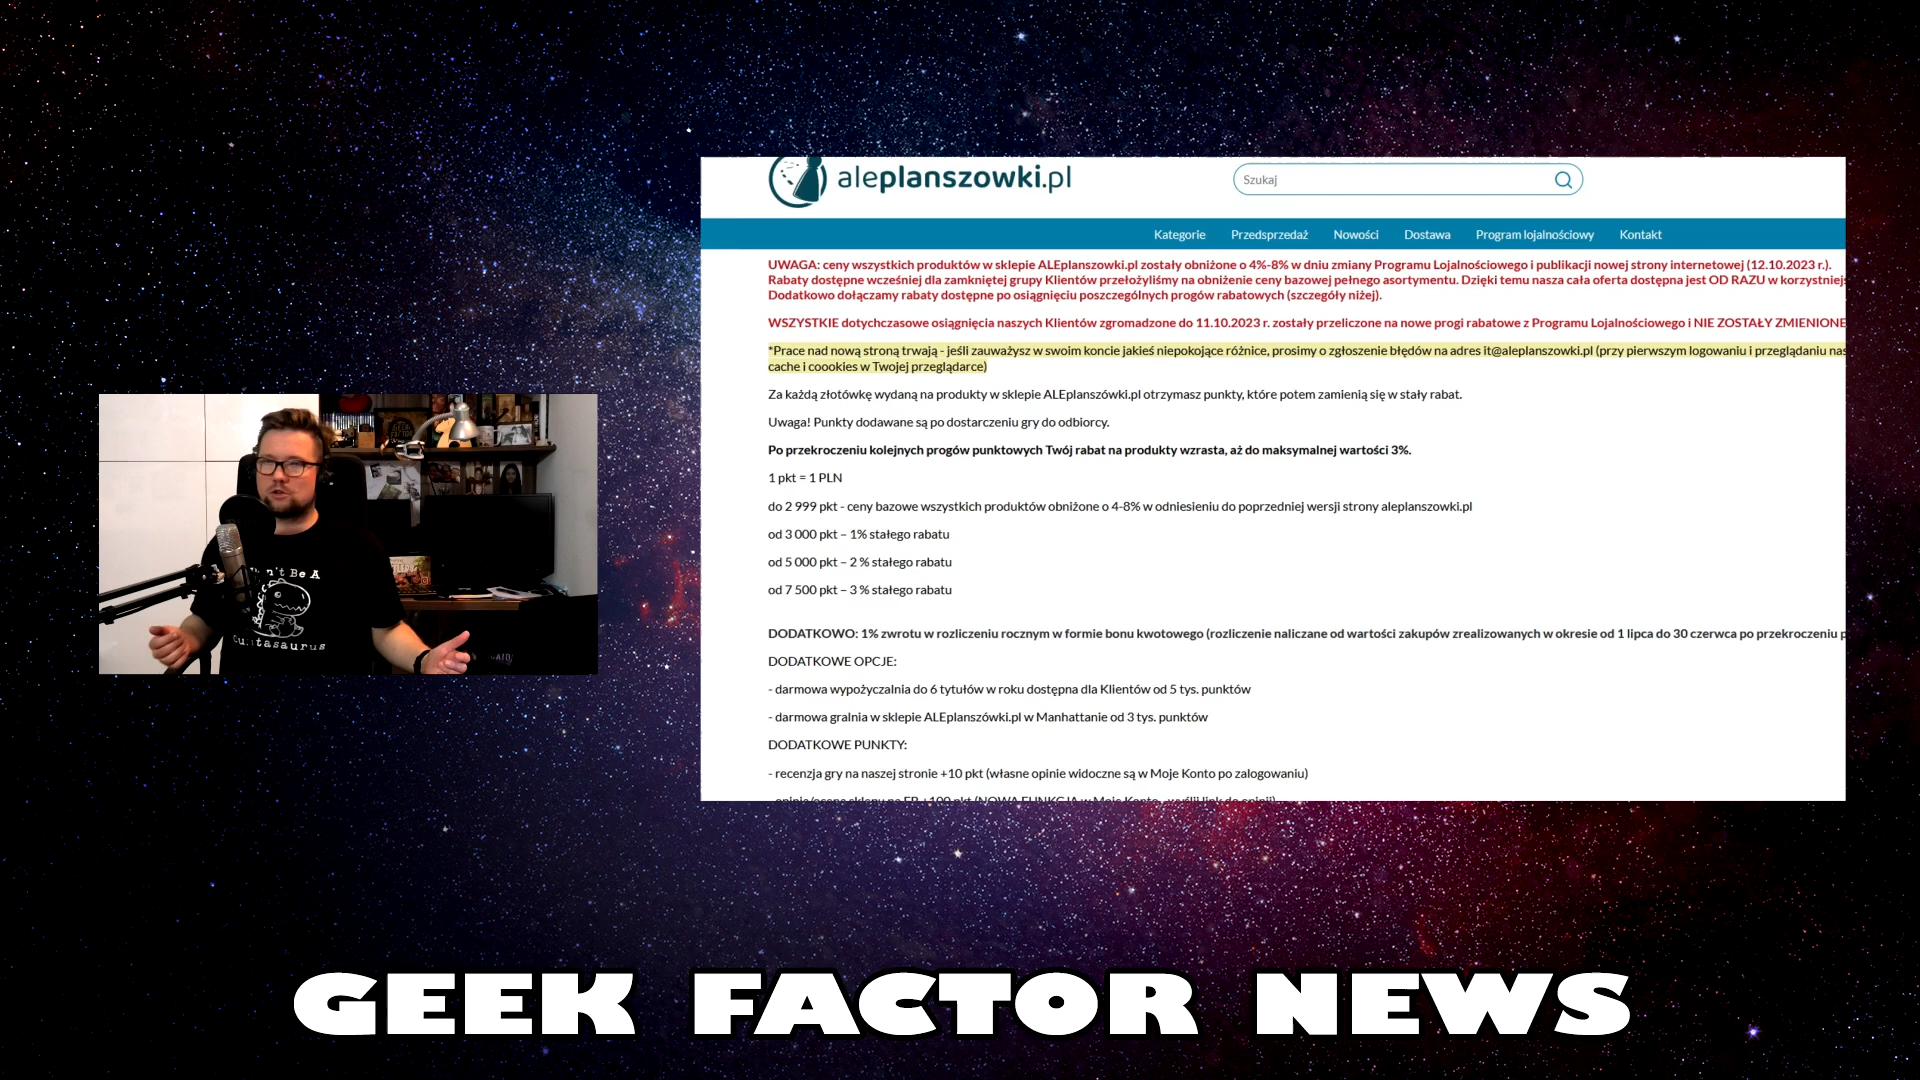 aleplanszowki.pl
Szukaj
Kategorie Przedsprzedaż Nowości Dostawa Program lojalnościowy Kontakt
UWAGA: ceny wszystkich produktów w sklepie ALEplanszowki.pl zostały obniżone o 4%-8% w dniu zmiany Programu Lojalnościowego i publikacji nowej strony internetowej (12.10.2023 r.).
Rabaty dostępne wcześniej dla zamkniętej grupy Klientów przełożyliśmy na obniżenie ceny bazowej pełnego asortymentu. Dzięki temu nasza cała oferta dostępna jest OD RAZU w
Dodatkowo dołączamy rabaty dostępne po osiągnięciu poszczególnych progów rabatowych (szczegóły niżej).
WSZYSTKIE dotychczasowe osiągnięcia naszych Klientów zgromadzone do 11.10.2023 r. zostały przeliczone na nowe progi rabatowe z Programu Lojalnościowego i NIE ZOSTAŁY ZMIENIONE
*Prace nad nową stroną trwają - jeśli zauważysz w swoim koncie jakieś niepokojące różnice, prosimy o zgłoszenie błędów na adres it@aleplanszowki.pl (przy pierwszym logowaniu i przeglądaniu
cache i coookies w Twojej przeglądarce)
Za każdą złotówkę wydaną na produkty w sklepie ALEplanszówki.pl otrzymasz punkty, które potem zamienią się w stały rabat.
Uwaga! Punkty dodawane są po dostarczeniu gry do odbiorcy.
Po przekroczeniu kolejnych progów punktowych Twój rabat na produkty wzrasta, aż do maksymalnej wartości 3%.
1 pkt = 1 PLN
do 2 999 pkt - ceny bazowe wszystkich produktów obniżone o 4-8% w odniesieniu do poprzedniej wersji strony aleplanszowki.pl
od 3 000 pkt – 1% stałego rabatu
od 5 000 pkt – 2 % stałego rabatu
od 7 500 pkt – 3 % stałego rabatu
DODATKOWO: 1% zwrotu w rozliczeniu rocznym w formie bonu kwotowego (rozliczenie naliczane od wartości zakupów zrealizowanych w okresie od 1 lipca do 30 czerwca po przekroczeniu
DODATKOWE OPCJE:
- darmowa wypożyczalnia do 6 tytułów w roku dostępna dla Klientów od 5 tys. punktów
- darmowa gralnia w sklepie ALEplanszówki.pl w Manhattanie od 3 tys. punktów
DODATKOWE PUNKTY:
- recenzja gry na naszej stronie +10 pkt (własne opinie widoczne są w Moje Konto po zalogowaniu)
Be A
GEEK FACTOR NEWS